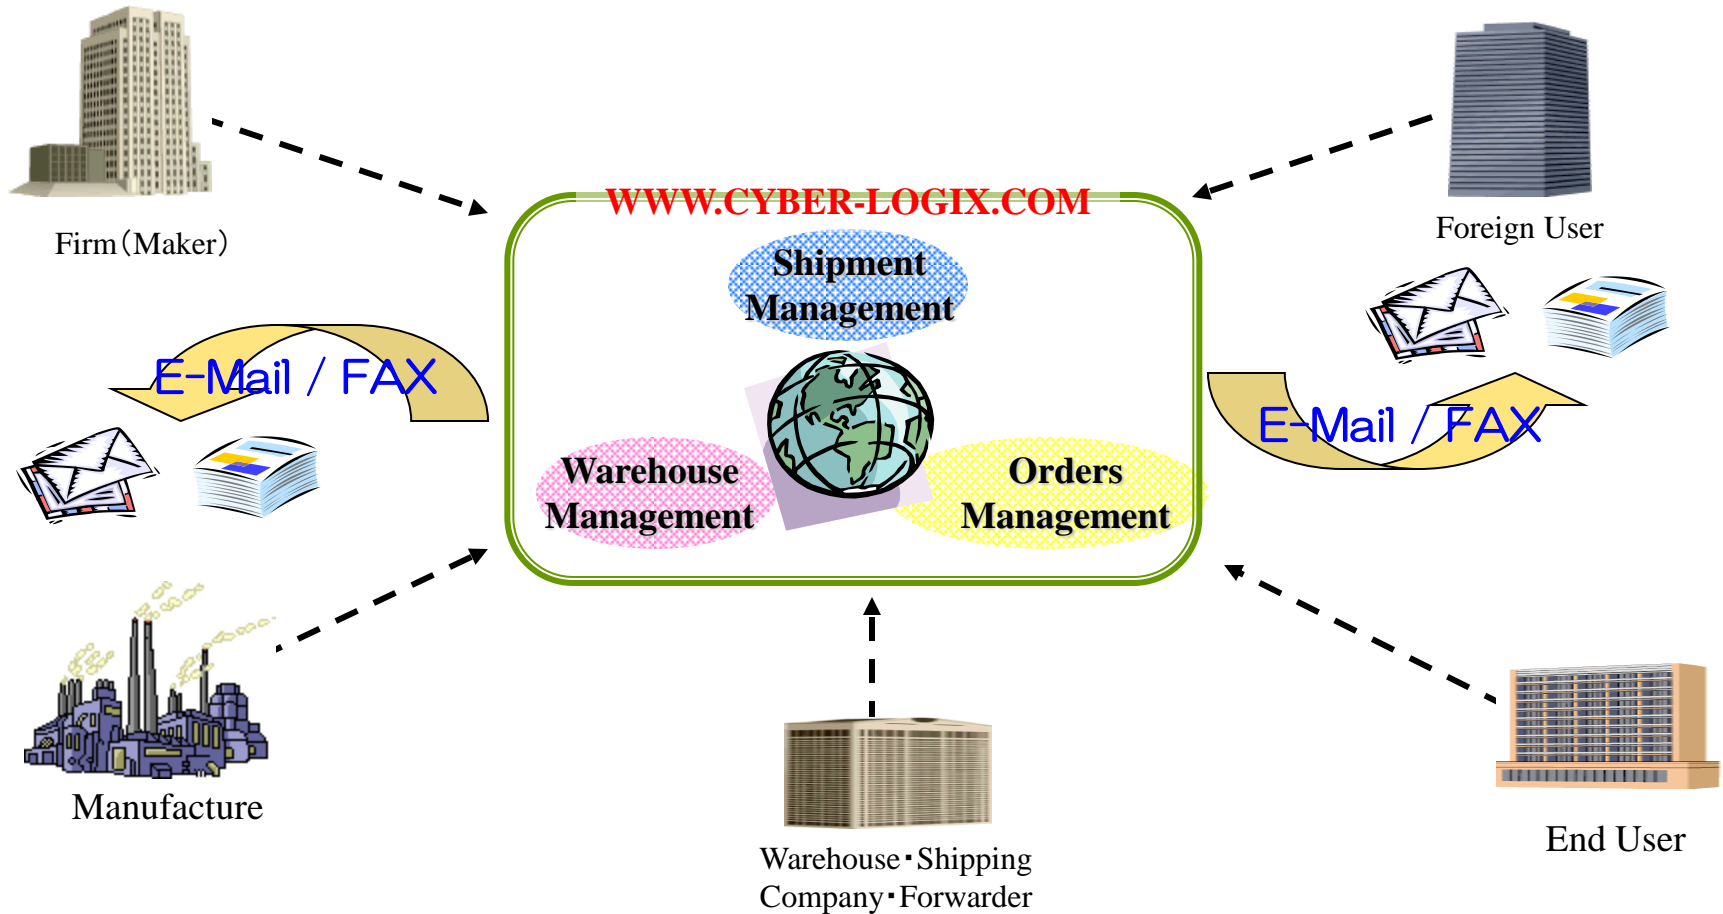 WWW.CYBER-LOGIX.COM
Firm（Maker）
Foreign User
Shipment
Management
E-Mail / FAX
E-Mail / FAX
Warehouse
Management
Orders
Management
Manufacture
End User
Warehouse･Shipping
Company･Forwarder